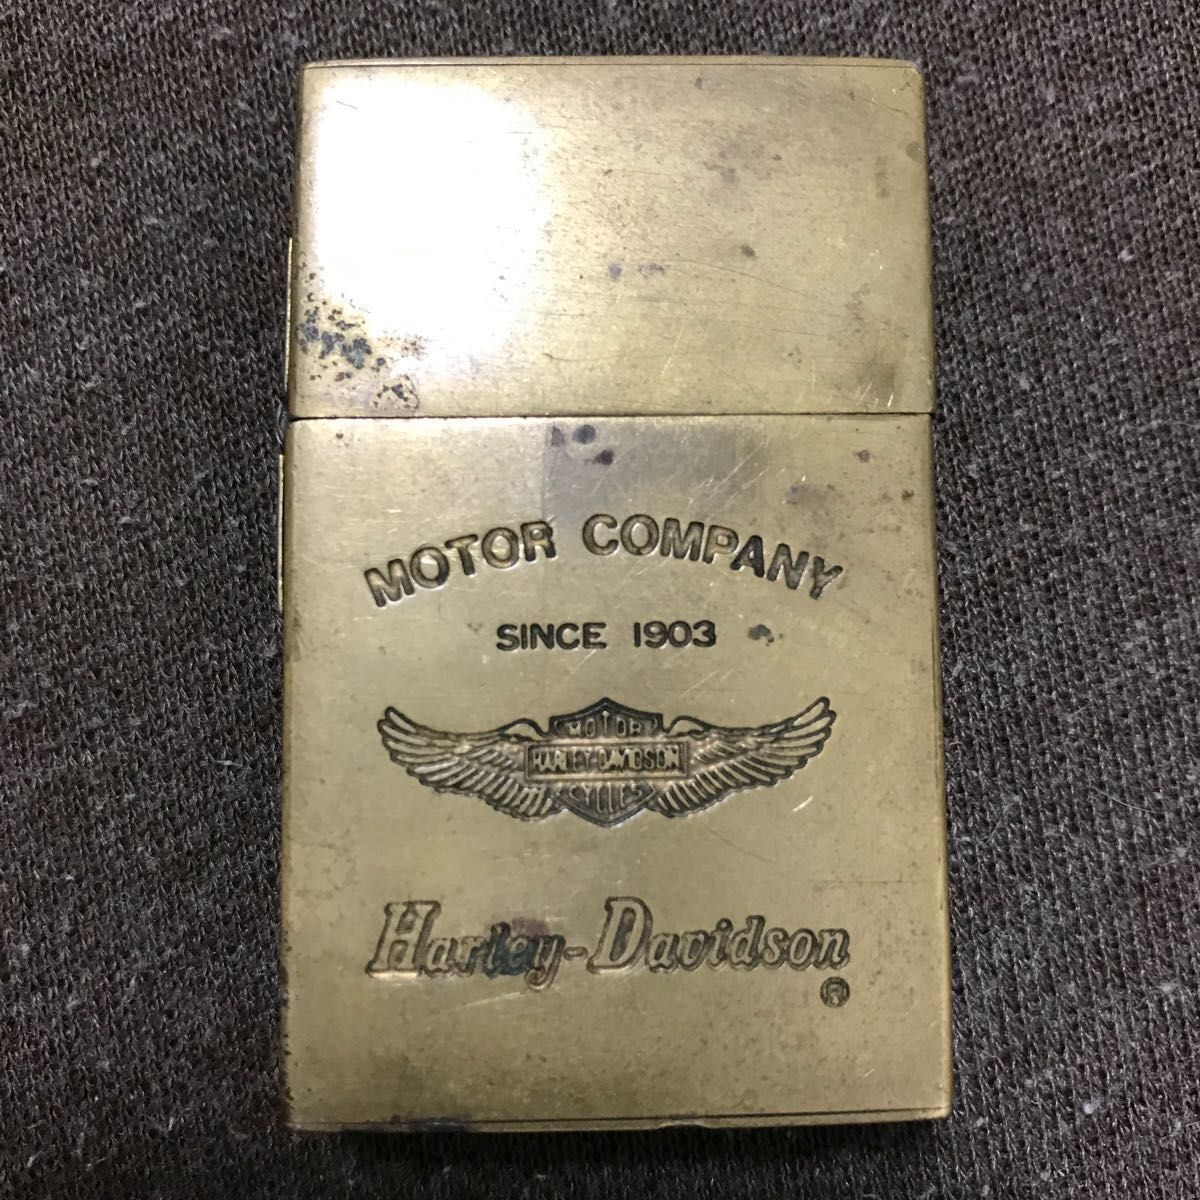 MOTOR COMPANY
SINCE 1903
MOTOR
HARLEY-DAVIDSON
CYCLES
Harley-Davidson
®